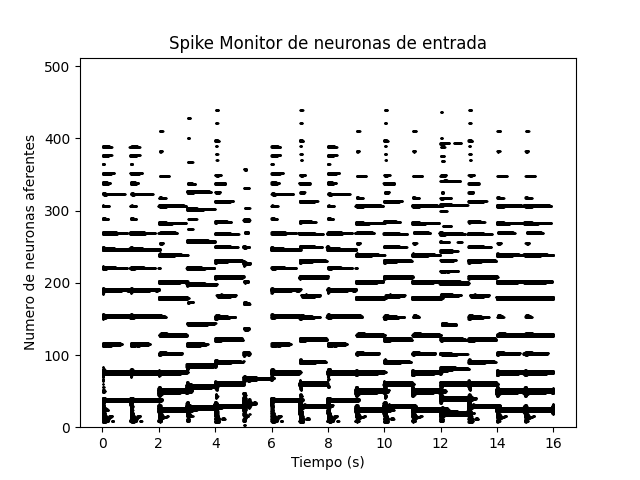 Spike Monitor de neuronas de entrada
Numero de neuronas aferentes
500
400
300
200
100
0
0 2 4 6 8 10 12 14 16
Tiempo (s)